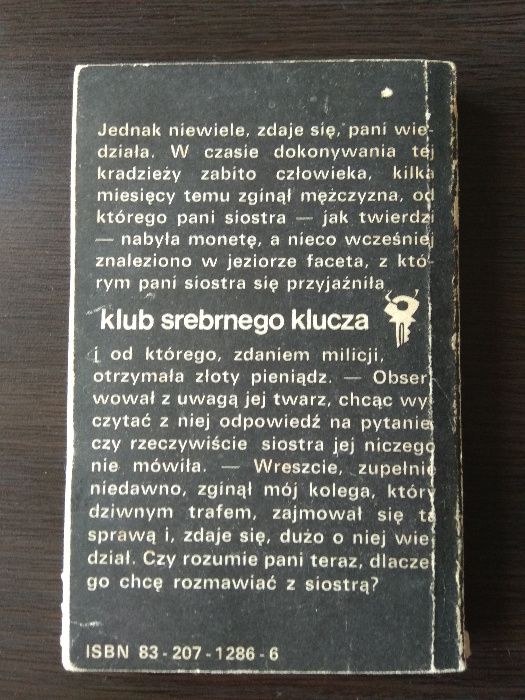 Jednak niewiele, zdaje się, pani wie-
działa. W czasie dokonywania tej
kradzieży zabito człowieka, kilka
miesięcy temu zginął mężczyzna, od
którego pani siostra — jak twierdzi
— nabyła monetę, a nieco wcześniej
znaleziono w jeziorze faceta, z któ-
rym pani siostra się przyjaźniła
klub srebrnego klucza
i od którego, zdaniem milicji,
otrzymała złoty pieniądz. — Obser-
wował z uwagą jej twarz, chcąc wy-
czytać z niej odpowiedź na pytanie,
czy rzeczywiście siostra jej niczego
nie mówiła. — Wreszcie, zupełnie
niedawno, zginął mój kolega, który
dziwnym trafem, zajmował się tą
sprawą i, zdaje się, dużo o niej wie-
dział. Czy rozumie pani teraz, dlacze-
go chcę rozmawiać z siostrą?
ISBN 83-207-1286-6